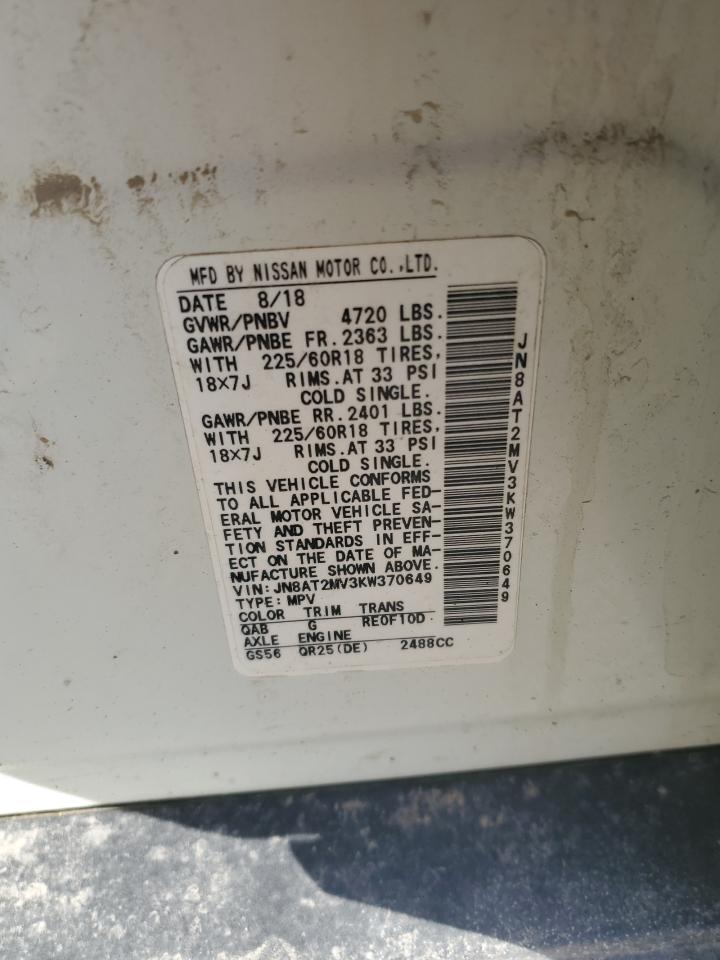 MFD BY NISSAN MOTOR CO.,LTD.
DATE 8/18
GVWR/PNBV 4720 LBS.
GAWR/PNBE FR. 2363 LBS.
WITH 225/60R18 TIRES,
18X7J RIMS. AT 33 PSI
COLD SINGLE.
GAWR/PNBE RR. 2401 LBS.
WITH 225/60R18 TIRES,
18X7J RIMS. AT 33 PSI
COLD SINGLE.
THIS VEHICLE CONFORMS
TO ALL APPLICABLE FED-
ERAL MOTOR VEHICLE SA-
FETY AND THEFT PREVEN-
TION STANDARDS IN EFF-
ECT ON THE DATE OF MA-
NUFACTURE SHOWN ABOVE.
VIN: JN8AT2MV3KW370649
TYPE: MPV
COLOR TRIM TRANS
QAB G RE0F10D
AXLE ENGINE
GS56 QR25(DE) 2488CC
JN8AT2MV3KW370649